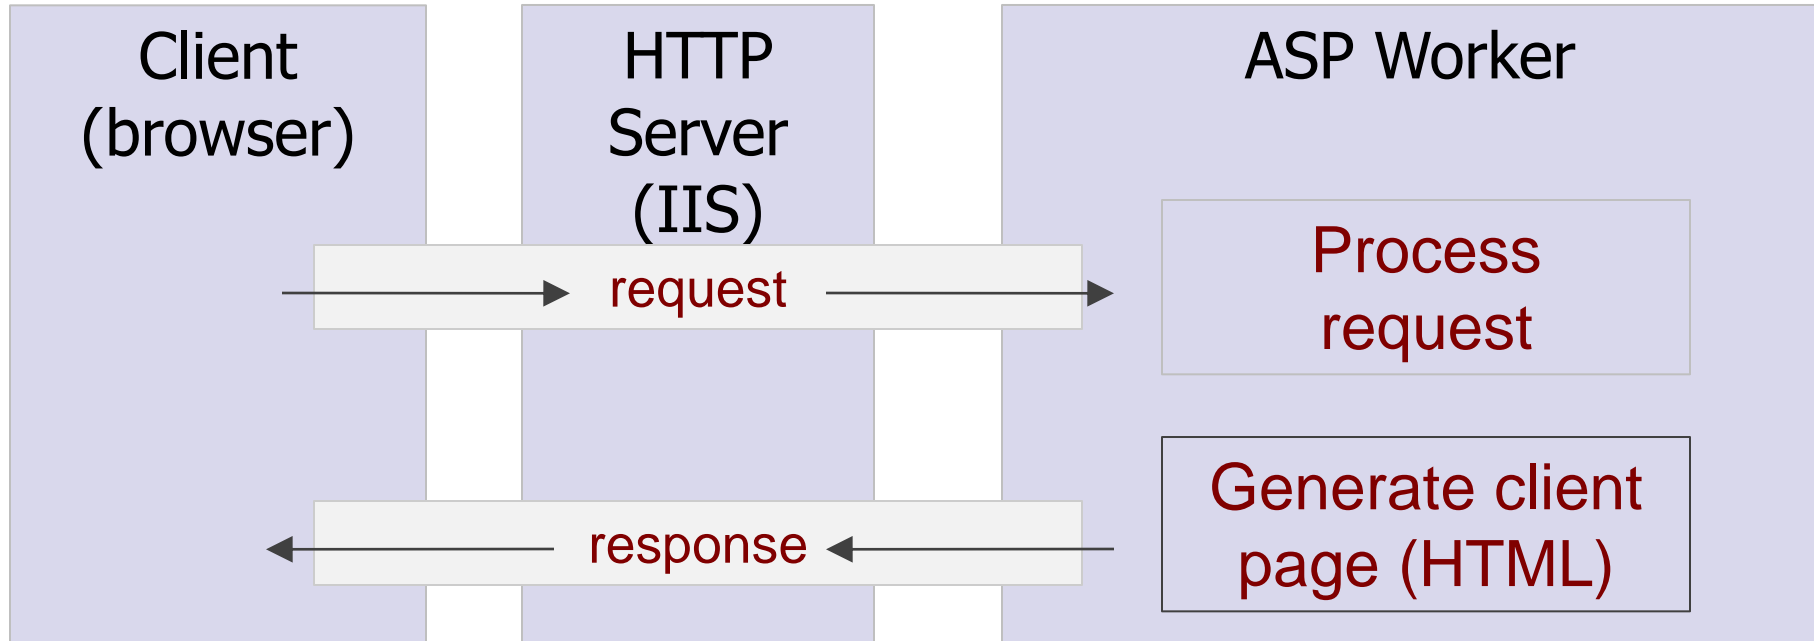 Client
(browser)
HTTP
Server
(IIS)
ASP Worker
request
Process
request
response
Generate client
page (HTML)